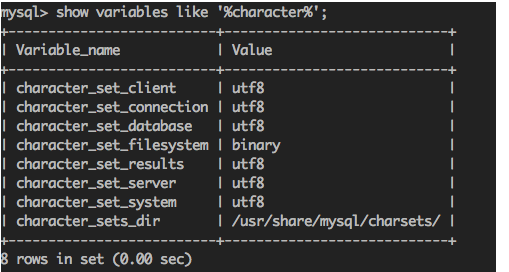 mysql> show variables like '%character%';
+--------------------------+----------------------------+
| Variable_name            | Value                      |
+--------------------------+----------------------------+
| character_set_client     | utf8                       |
| character_set_connection | utf8                       |
| character_set_database   | utf8                       |
| character_set_filesystem | binary                     |
| character_set_results    | utf8                       |
| character_set_server     | utf8                       |
| character_set_system     | utf8                       |
| character_sets_dir       | /usr/share/mysql/charsets/ |
+--------------------------+----------------------------+
8 rows in set (0.00 sec)